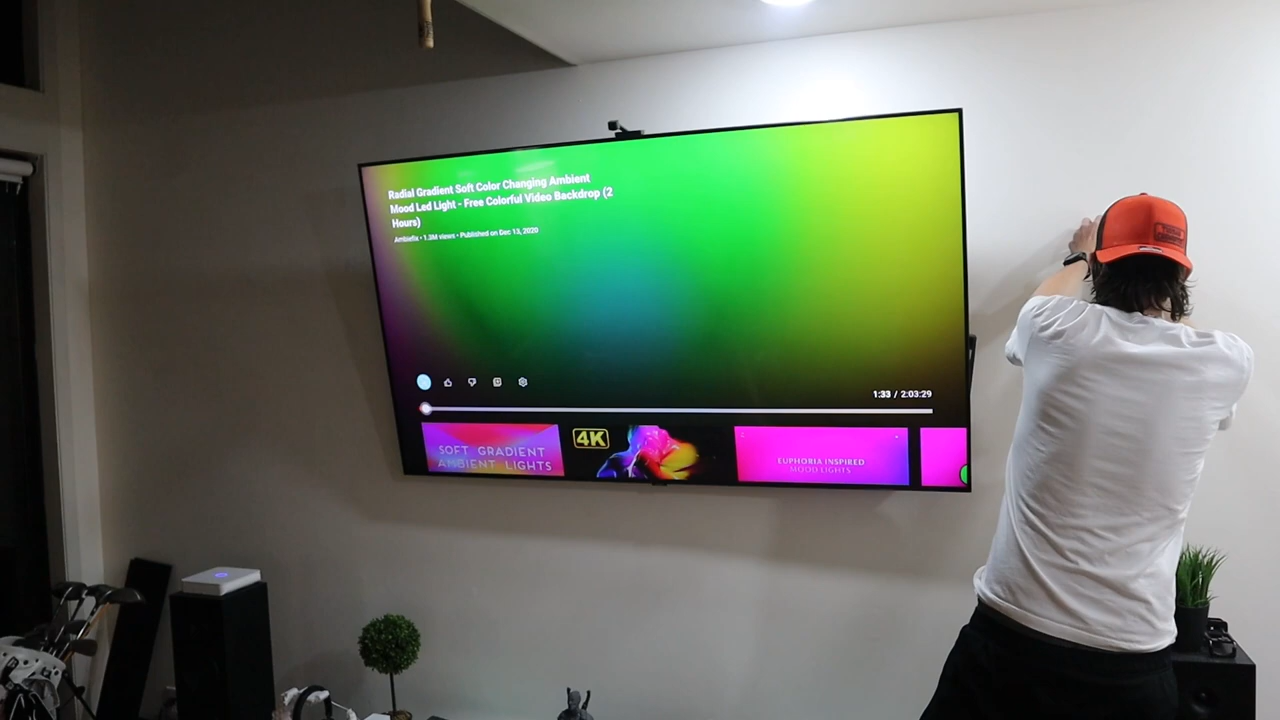 Radial Gradient Soft Color Changing Ambient
Mood Led Light - Free Colorful Video Backdrop (2
Hours)
Ambiefix • 1.3M views • Published on Dec 13, 2020
1:33 / 2:03:29
SOFT GRADIENT
AMBIENT LIGHTS
4K
EUPHORIA INSPIRED
MOOD LIGHTS